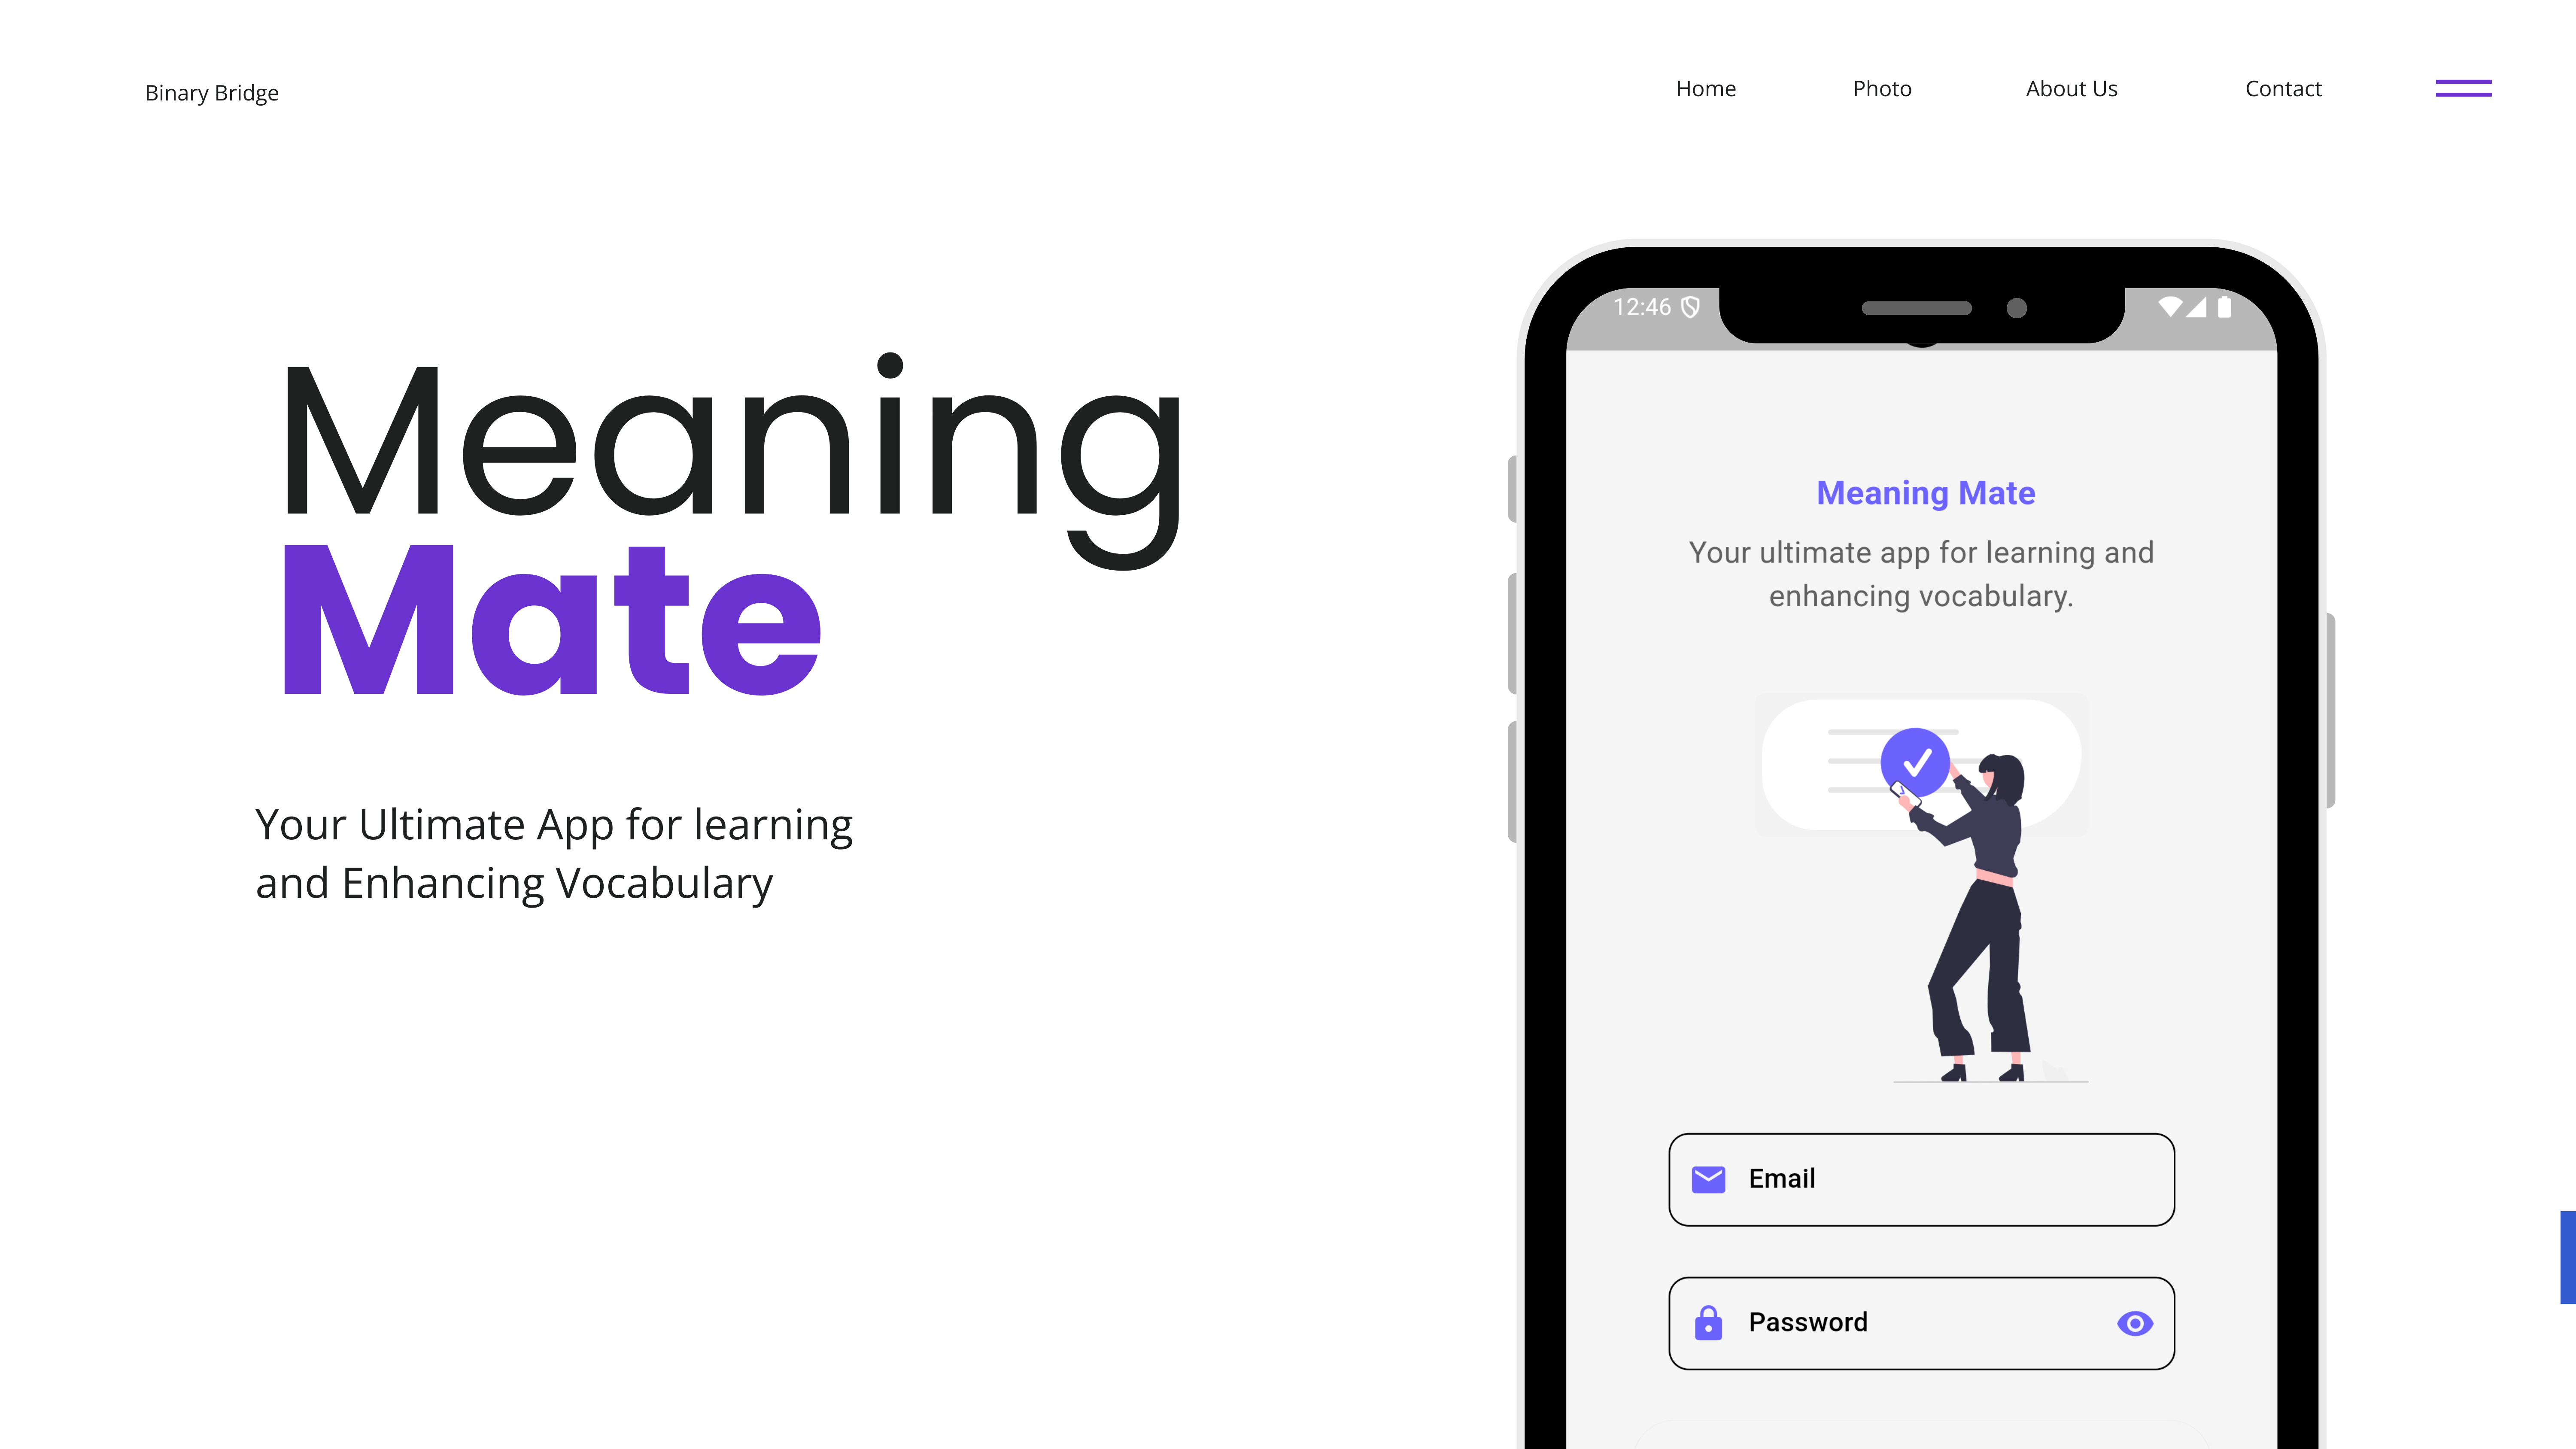 Binary Bridge
Home Photo About Us Contact
Meaning
Mate
Your Ultimate App for learning
and Enhancing Vocabulary
12:46
Meaning Mate
Your ultimate app for learning and
enhancing vocabulary.
Email
Password